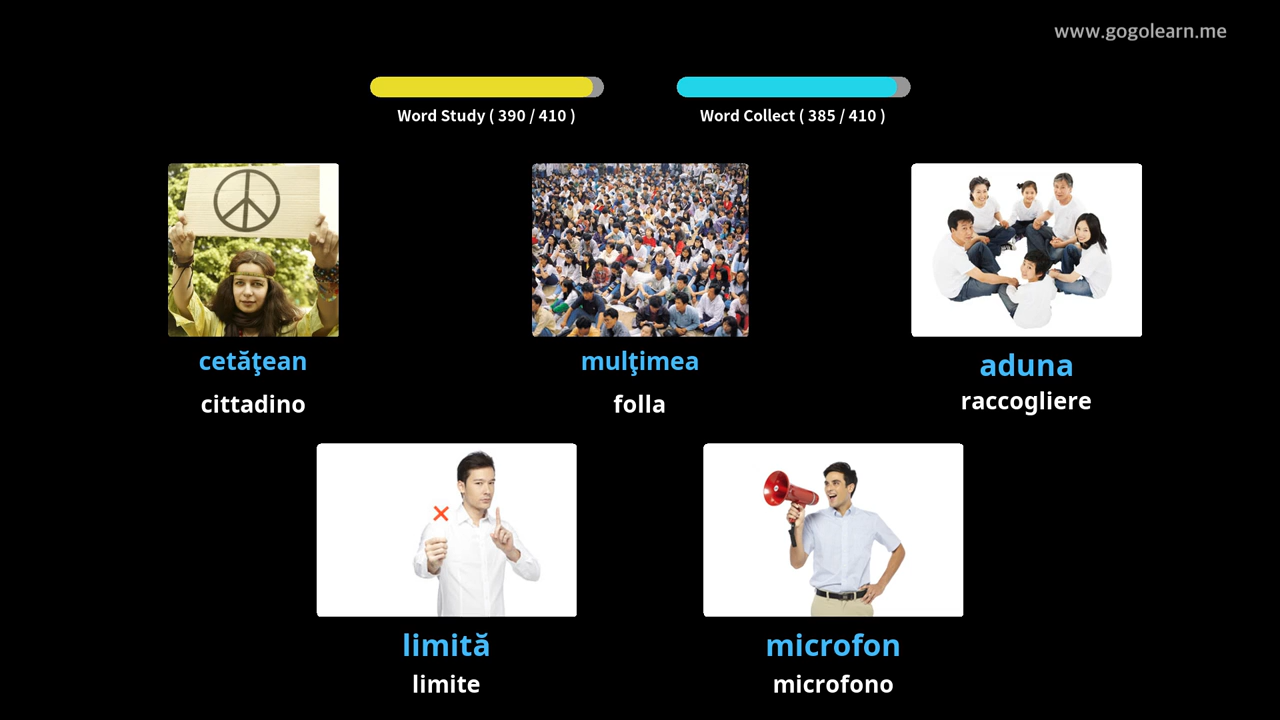 www.gogolearn.me
Word Study ( 390 / 410 )
Word Collect ( 385 / 410 )
cetăţean
mulţimea
aduna
cittadino
folla
raccogliere
limită
microfon
limite
microfono